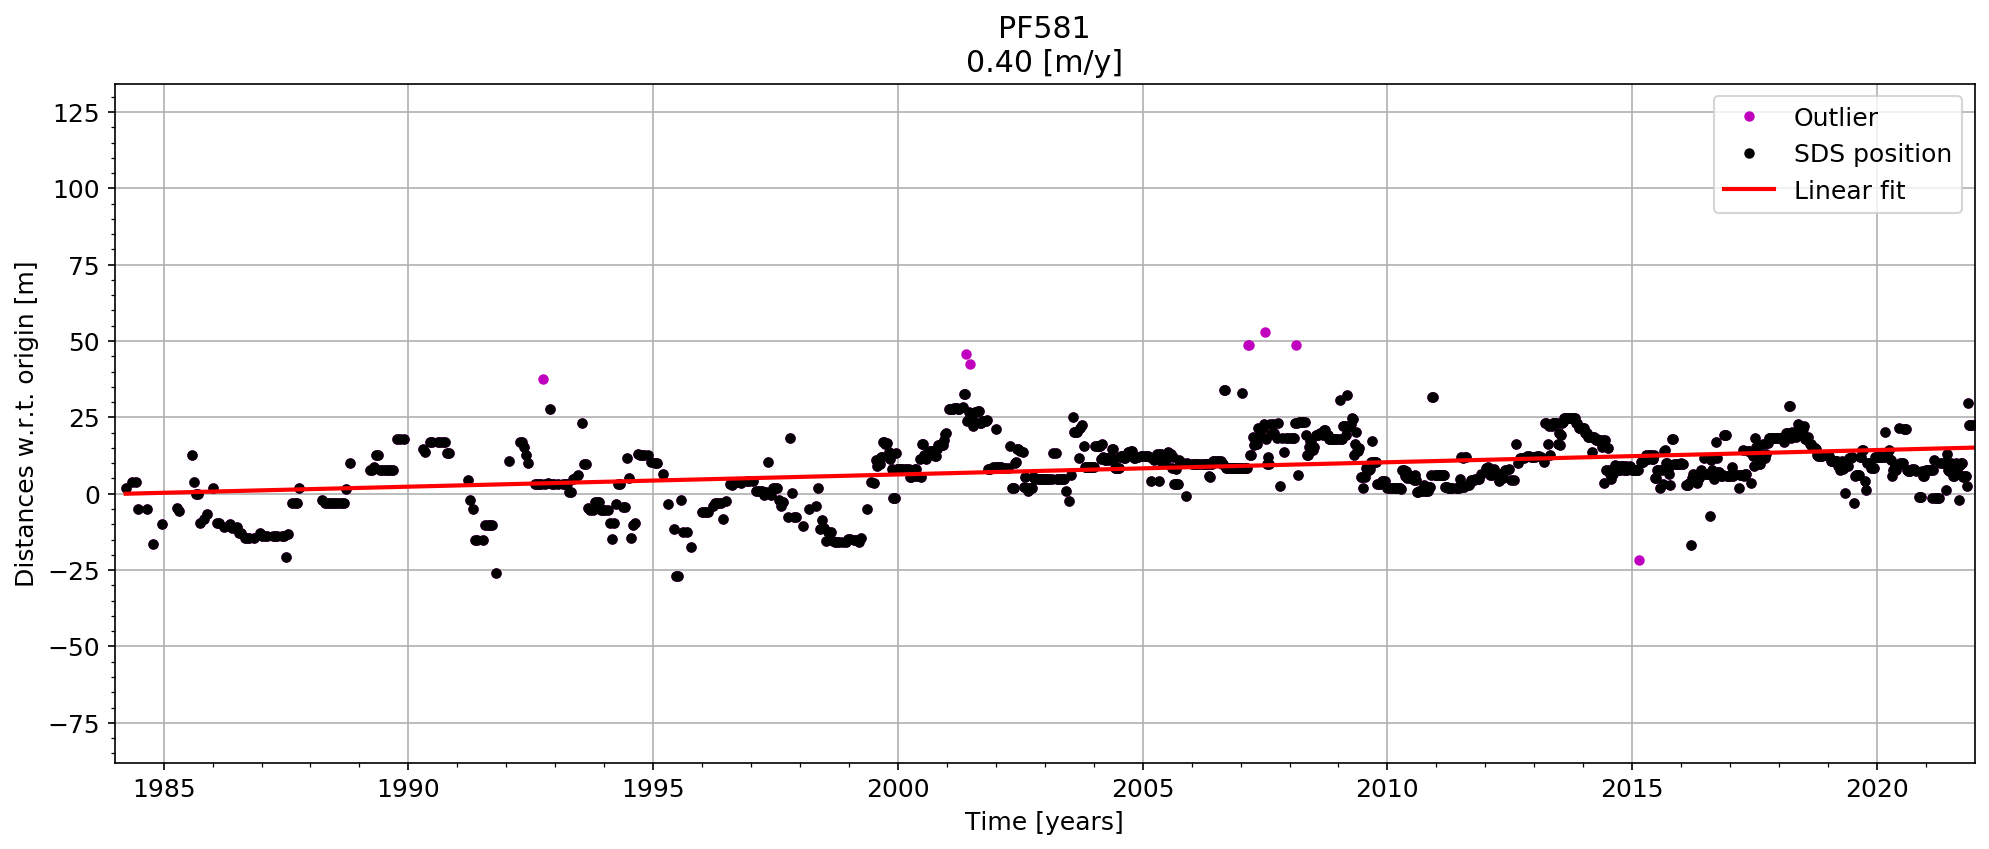 PF581
0.40 [m/y]
Outlier
SDS position
Linear fit
Distances w.r.t. origin [m]
125
100
75
50
25
0
−25
−50
−75
1985
1990
1995
2000
2005
2010
2015
2020
Time [years]